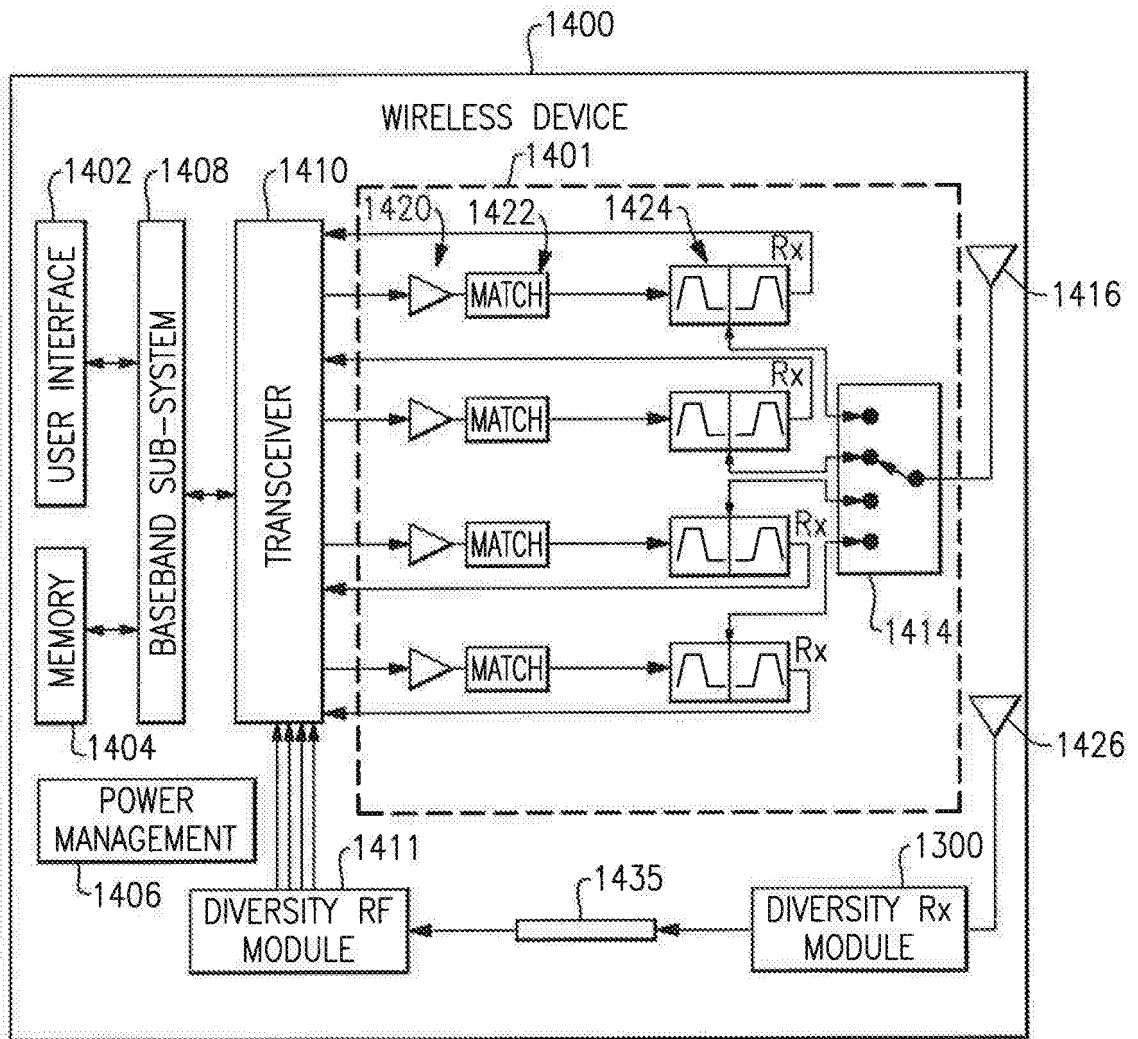 1400
WIRELESS DEVICE
1402
1408
1410
1401
1420
1422
1424
Rx
MATCH
1416
USER INTERFACE
BASEBAND SUB-SYSTEM
TRANSCEIVER
Rx
MATCH
Rx
MATCH
1414
MEMORY
Rx
MATCH
1404
1426
POWER
MANAGEMENT
1406
1411
1435
1300
DIVERSITY RF
MODULE
DIVERSITY Rx
MODULE